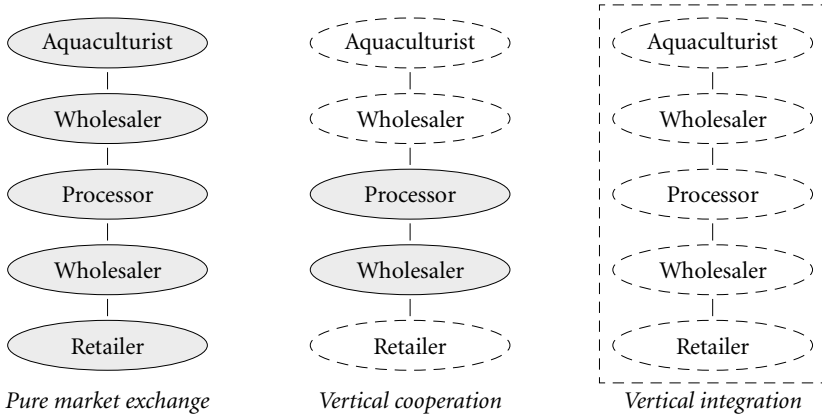 Aquaculturist
Wholesaler
Processor
Wholesaler
Retailer
Pure market exchange
Aquaculturist
Wholesaler
Processor
Wholesaler
Retailer
Vertical cooperation
Aquaculturist
Wholesaler
Processor
Wholesaler
Retailer
Vertical integration